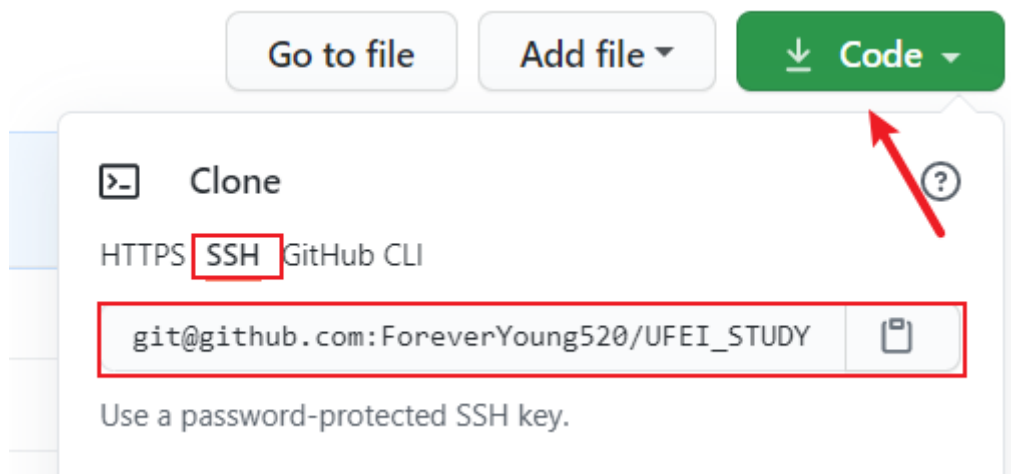 Go to file Add file Code
Clone
HTTPS SSH GitHub CLI
git@github.com:ForeverYoung520/UFEI_STUDY
Use a password-protected SSH key.